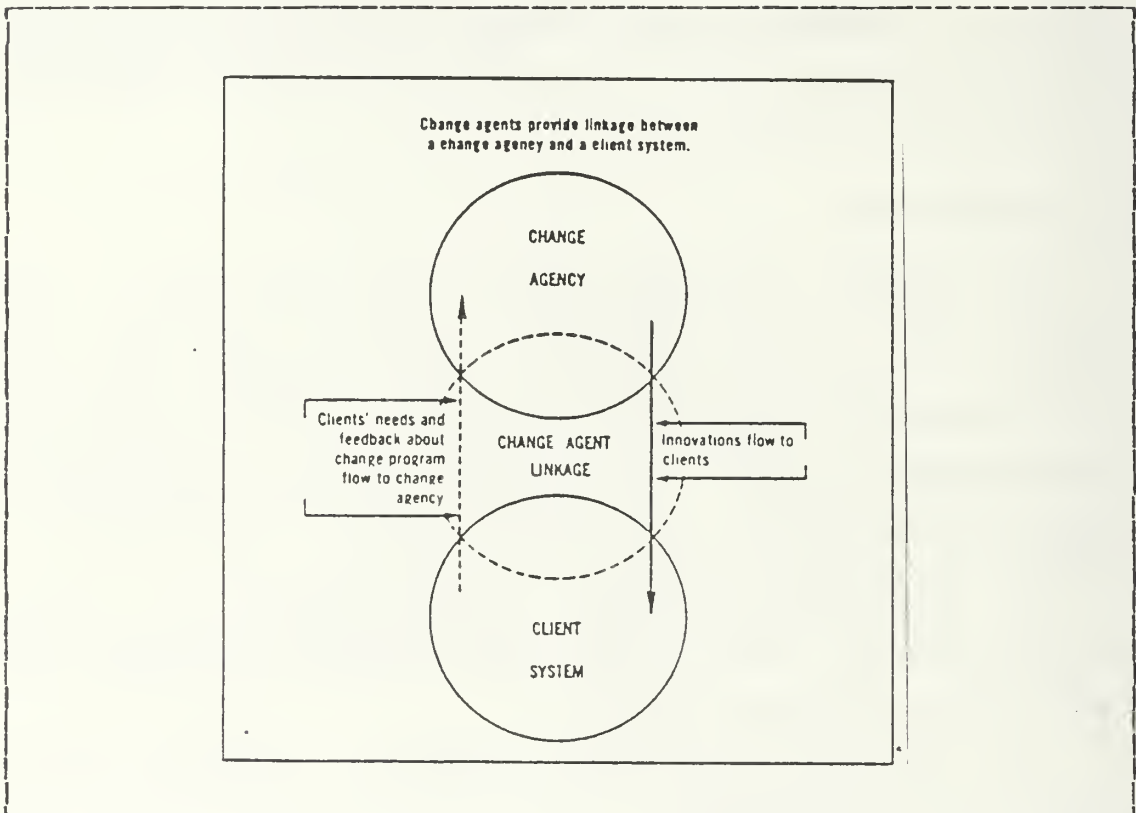 Change agents provide linkage between
a change agency and a client system.
CHANGE
AGENCY
Clients' needs and
feedback about
change program
flow to change
agency
CHANGE AGENT
LINKAGE
Innovations flow to
clients
CLIENT
SYSTEM